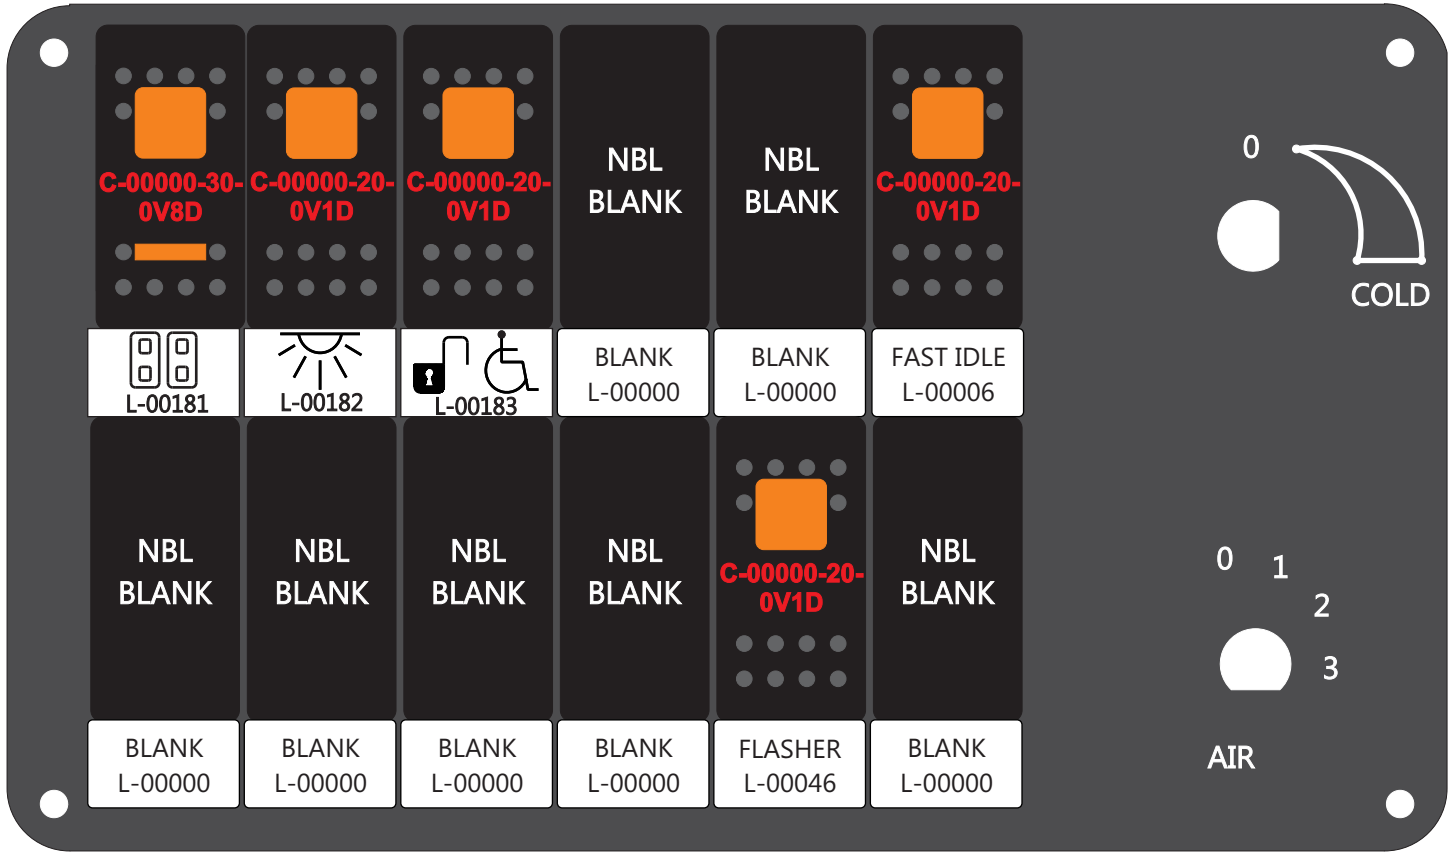 C-00000-30-
0V8D
C-00000-20-
0V1D
C-00000-20-
0V1D
NBL
BLANK
NBL
BLANK
C-00000-20-
0V1D
L-00181
L-00182
L-00183
BLANK
L-00000
BLANK
L-00000
FAST IDLE
L-00006
0
COLD
NBL
BLANK
NBL
BLANK
NBL
BLANK
NBL
BLANK
C-00000-20-
0V1D
NBL
BLANK
BLANK
L-00000
BLANK
L-00000
BLANK
L-00000
BLANK
L-00000
FLASHER
L-00046
BLANK
L-00000
0
1
2
3
AIR